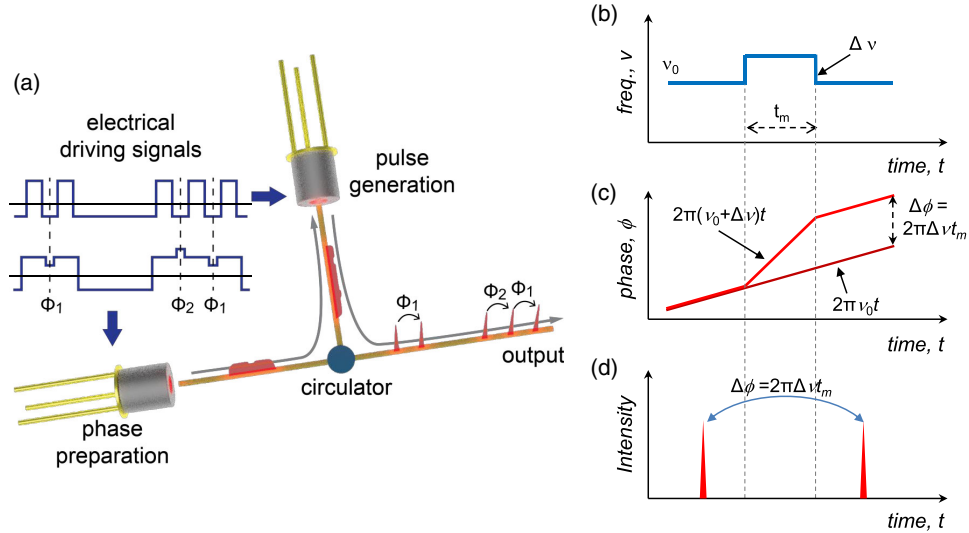 (a)
electrical
driving signals
Φ1
Φ2 Φ1
pulse
generation
phase
preparation
circulator
Φ1
Φ2 Φ1
output
(b)
freq., ν
ν0
Δ ν
tm
time, t
(c)
phase, ϕ
2π(ν0+Δν)t
Δϕ =
2πΔνtm
2πν0t
time, t
(d)
Intensity
Δϕ =2πΔνtm
time, t